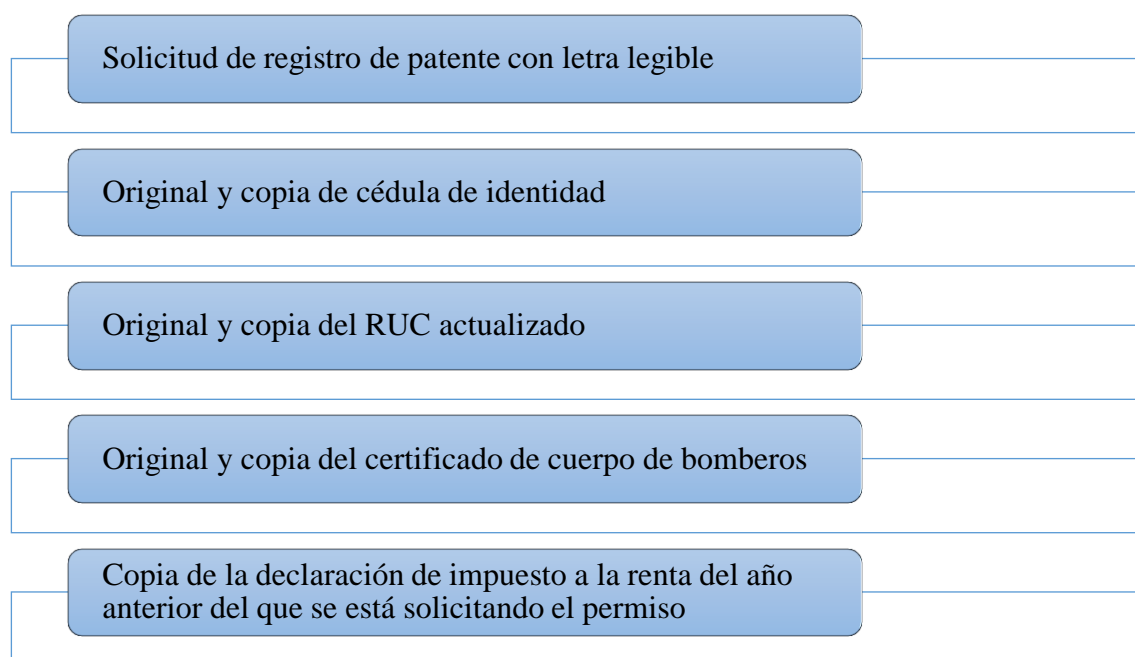 Solicitud de registro de patente con letra legible
Original y copia de cédula de identidad
Original y copia del RUC actualizado
Original y copia del certificado de cuerpo de bomberos
Copia de la declaración de impuesto a la renta del año
anterior del que se está solicitando el permiso